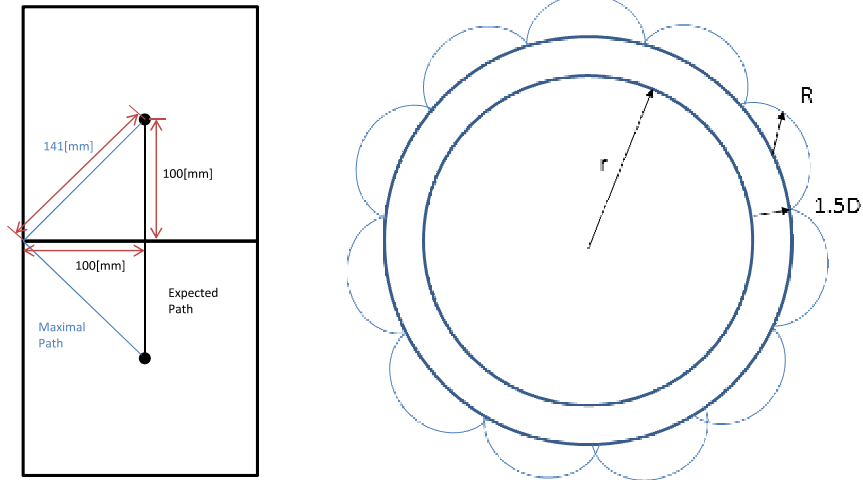 141[mm]
100[mm]
100[mm]
Expected
Path
Maximal
Path
R
r
1.5D